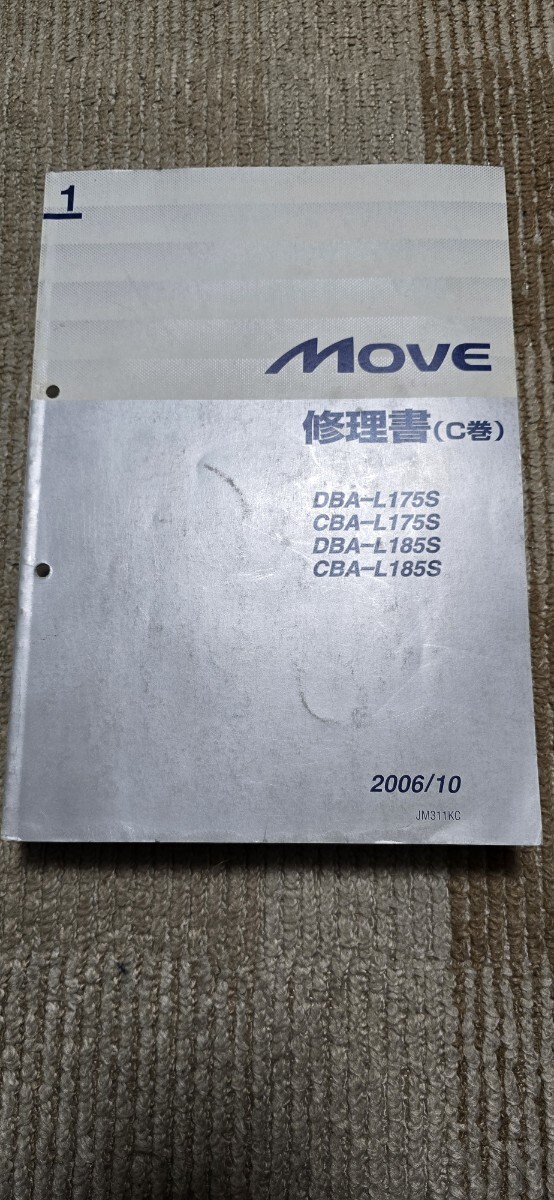 1
MOVE
修理書(C巻)
DBA-L175S
CBA-L175S
DBA-L185S
CBA-L185S
2006/10
JM311KC